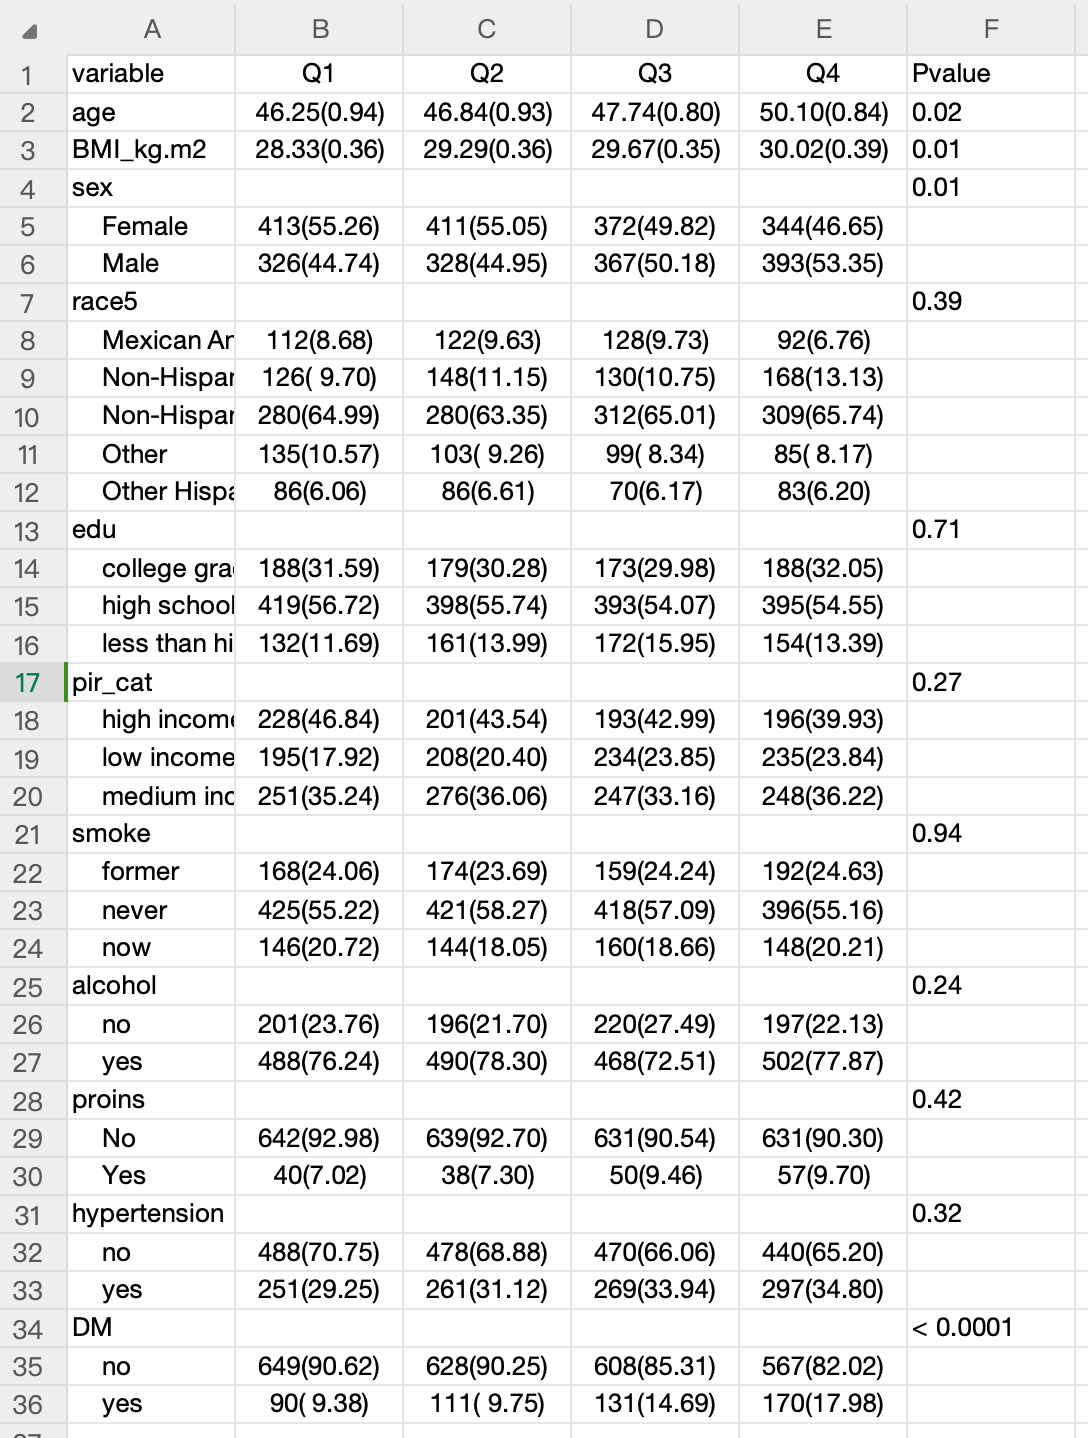 A B C D E F
1 variable Q1 Q2 Q3 Q4 Pvalue
2 age 46.25(0.94) 46.84(0.93) 47.74(0.80) 50.10(0.84) 0.02
3 BMI_kg.m2 28.33(0.36) 29.29(0.36) 29.67(0.35) 30.02(0.39) 0.01
4 sex 0.01
5 Female 413(55.26) 411(55.05) 372(49.82) 344(46.65)
6 Male 326(44.74) 328(44.95) 367(50.18) 393(53.35)
7 race5 0.39
8 Mexican 112(8.68) 122(9.63) 128(9.73) 92(6.76)
9 Non-Hispar 126( 9.70) 148(11.15) 130(10.75) 168(13.13)
10 Non-Hispar 280(64.99) 280(63.35) 312(65.01) 309(65.74)
11 Other 135(10.57) 103( 9.26) 99( 8.34) 85( 8.17)
12 Other Hispa 86(6.06) 86(6.61) 70(6.17) 83(6.20)
13 edu 0.71
14 college gra 188(31.59) 179(30.28) 173(29.98) 188(32.05)
15 high school 419(56.72) 398(55.74) 393(54.07) 395(54.55)
16 less than hi 132(11.69) 161(13.99) 172(15.95) 154(13.39)
17 pir_cat 0.27
18 high income 228(46.84) 201(43.54) 193(42.99) 196(39.93)
19 low income 195(17.92) 208(20.40) 234(23.85) 235(23.84)
20 medium inc 251(35.24) 276(36.06) 247(33.16) 248(36.22)
21 smoke 0.94
22 former 168(24.06) 174(23.69) 159(24.24) 192(24.63)
23 never 425(55.22) 421(58.27) 418(57.09) 396(55.16)
24 now 146(20.72) 144(18.05) 160(18.66) 148(20.21)
25 alcohol 0.24
26 no 201(23.76) 196(21.70) 220(27.49) 197(22.13)
27 yes 488(76.24) 490(78.30) 468(72.51) 502(77.87)
28 proins 0.42
29 No 642(92.98) 639(92.70) 631(90.54) 631(90.30)
30 Yes 40(7.02) 38(7.30) 50(9.46) 57(9.70)
31 hypertension 0.32
32 no 488(70.75) 478(68.88) 470(66.06) 440(65.20)
33 yes 251(29.25) 261(31.12) 269(33.94) 297(34.80)
34 DM < 0.0001
35 no 649(90.62) 628(90.25) 608(85.31) 567(82.02)
36 yes 90( 9.38) 111( 9.75) 131(14.69) 170(17.98)